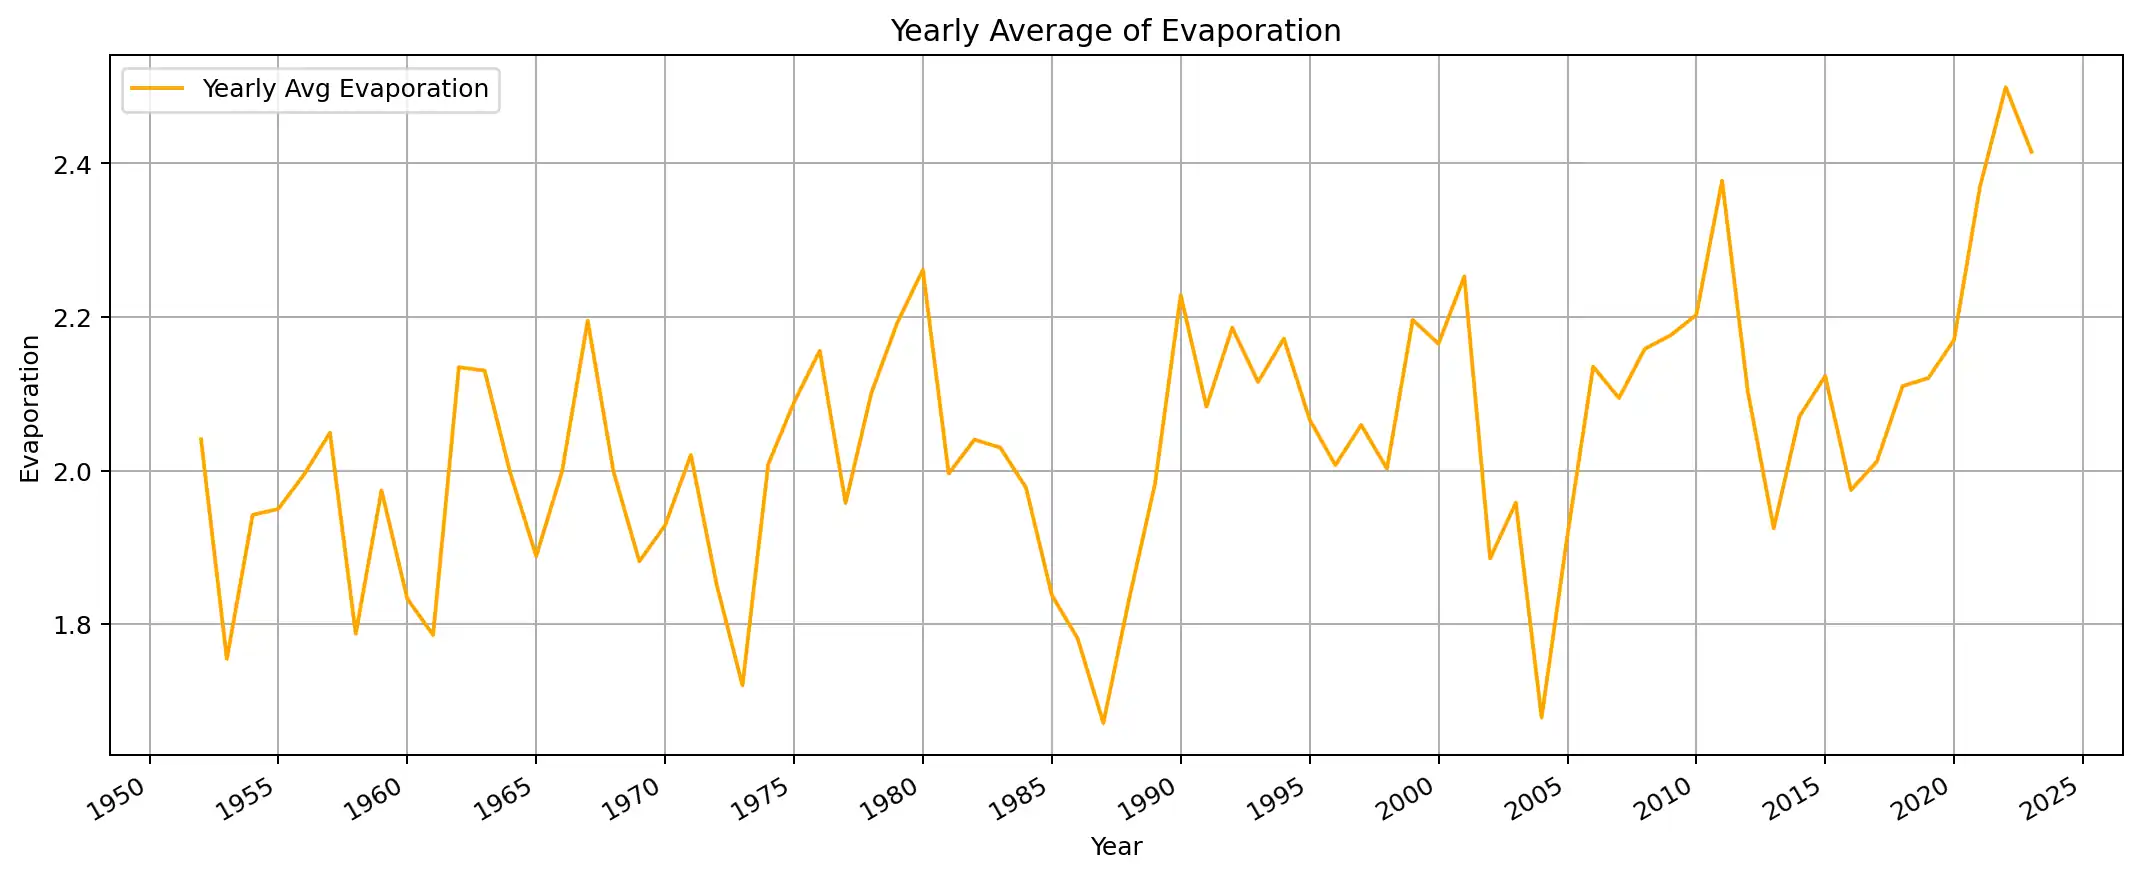 Yearly Average of Evaporation
Yearly Avg Evaporation
2.4
2.2
2.0
1.8
Evaporation
1950 1955 1960 1965 1970 1975 1980 1985 1990 1995 2000 2005 2010 2015 2020 2025
Year